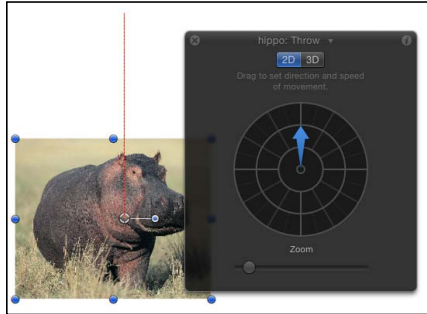 hippo: Throw
2D 3D
Drag to set direction and speed
of movement.
Zoom